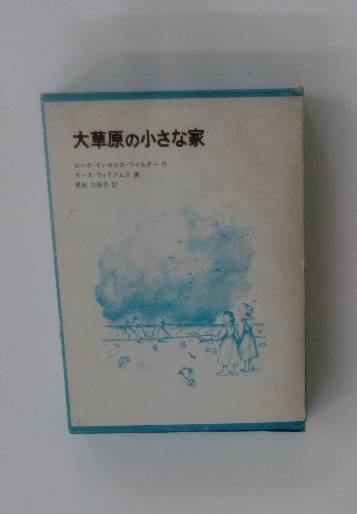 大草原の小さな家
ローラ・インガルス・ワイルダー 作
ガース・ウィリアムズ 画
恩地 三保子 訳